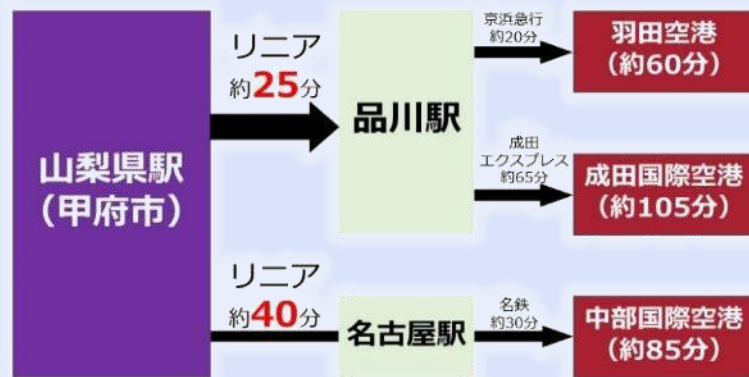 山梨県駅
（甲府市）
リニア
約25分
品川駅
京浜急行
約20分
羽田空港
（約60分）
成田
エクスプレス
約65分
成田国際空港
（約105分）
リニア
約40分
名古屋駅
名鉄
約30分
中部国際空港
（約85分）